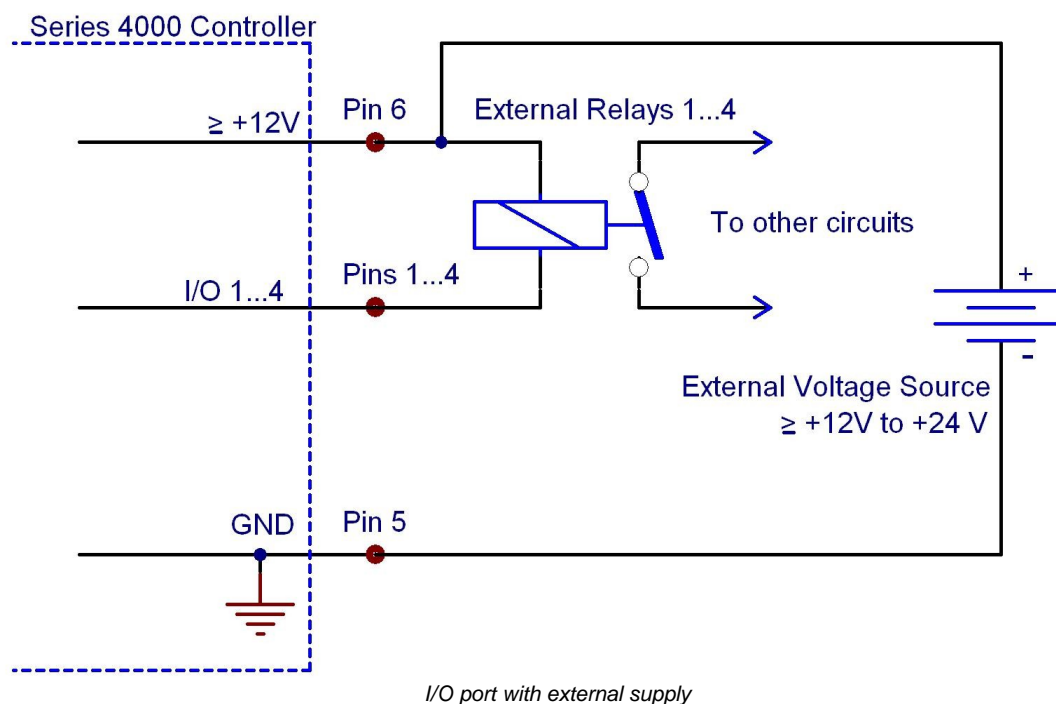 Series 4000 Controller
≥ +12V
Pin 6
External Relays 1...4
To other circuits
I/O 1...4
Pins 1...4
+
-
External Voltage Source
≥ +12V to +24 V
GND
Pin 5
I/O port with external supply